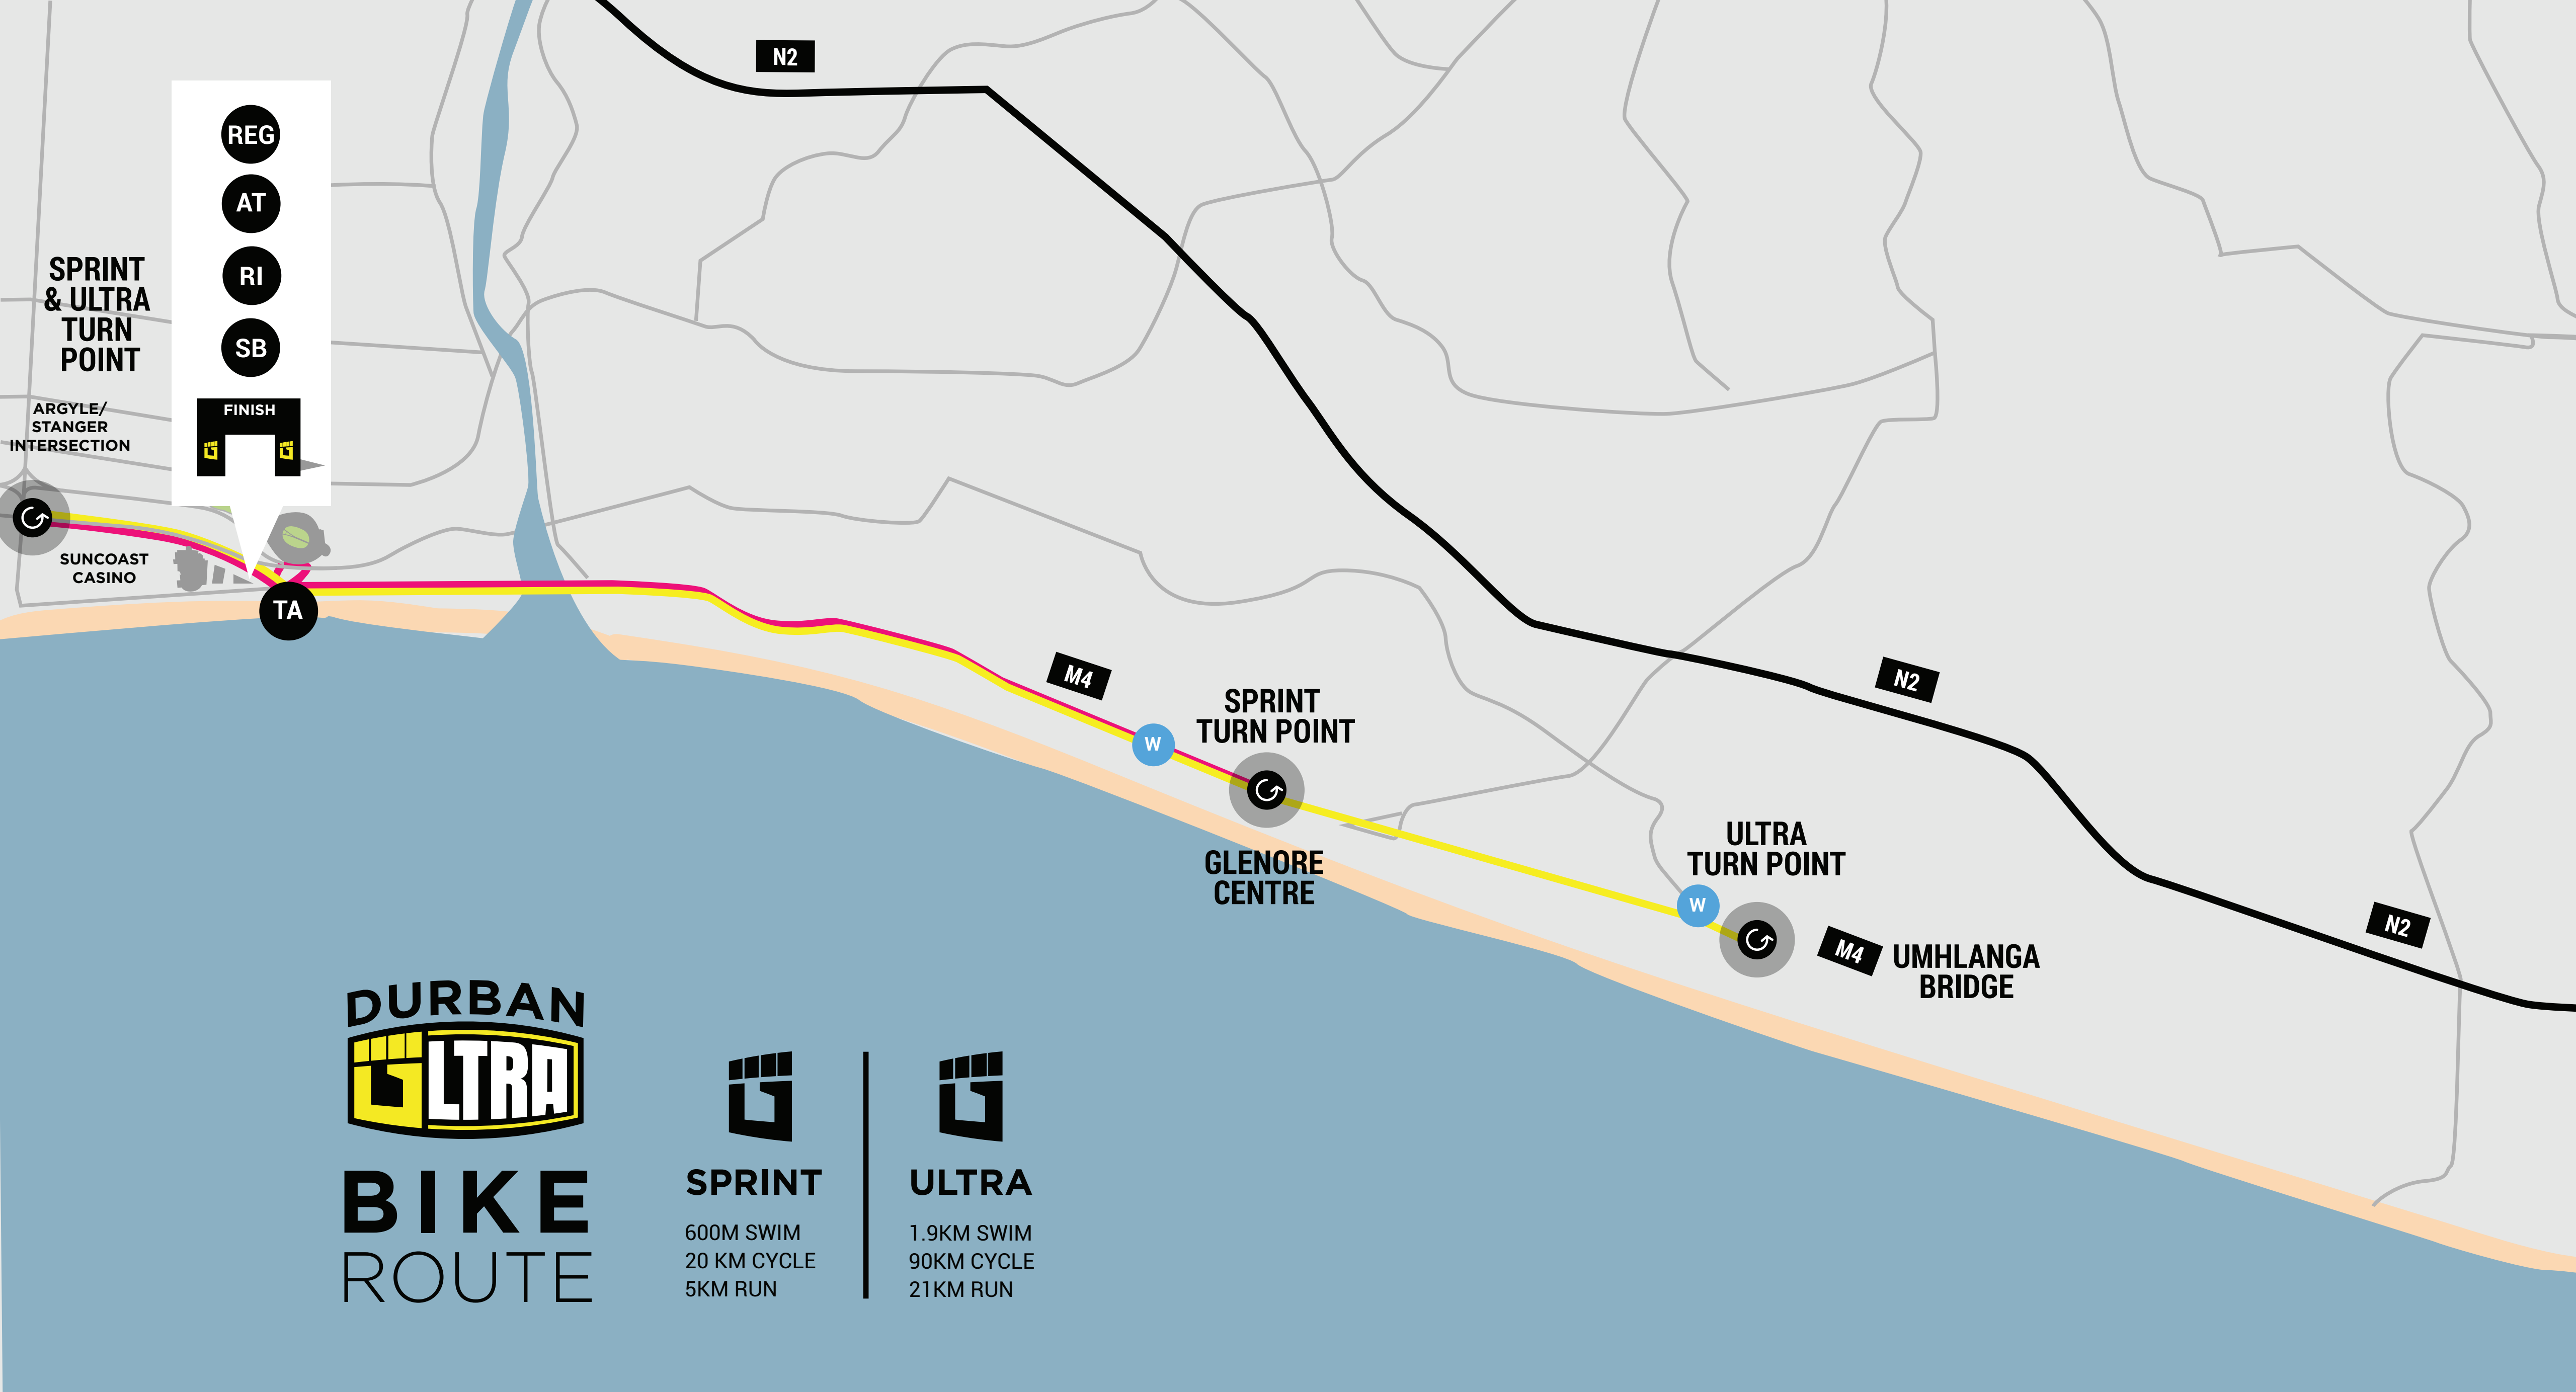 N2
REG
AT
RI
SB
FINISH
SPRINT
& ULTRA
TURN
POINT
ARGYLE/
STANGER
INTERSECTION
SUNCOAST
CASINO
TA
M4
W
SPRINT
TURN POINT
GLENORE
CENTRE
N2
ULTRA
TURN POINT
W
M4
UMHLANGA
BRIDGE
N2
DURBAN
ULTRA
BIKE
ROUTE
SPRINT
600M SWIM
20 KM CYCLE
5KM RUN
ULTRA
1.9KM SWIM
90KM CYCLE
21KM RUN